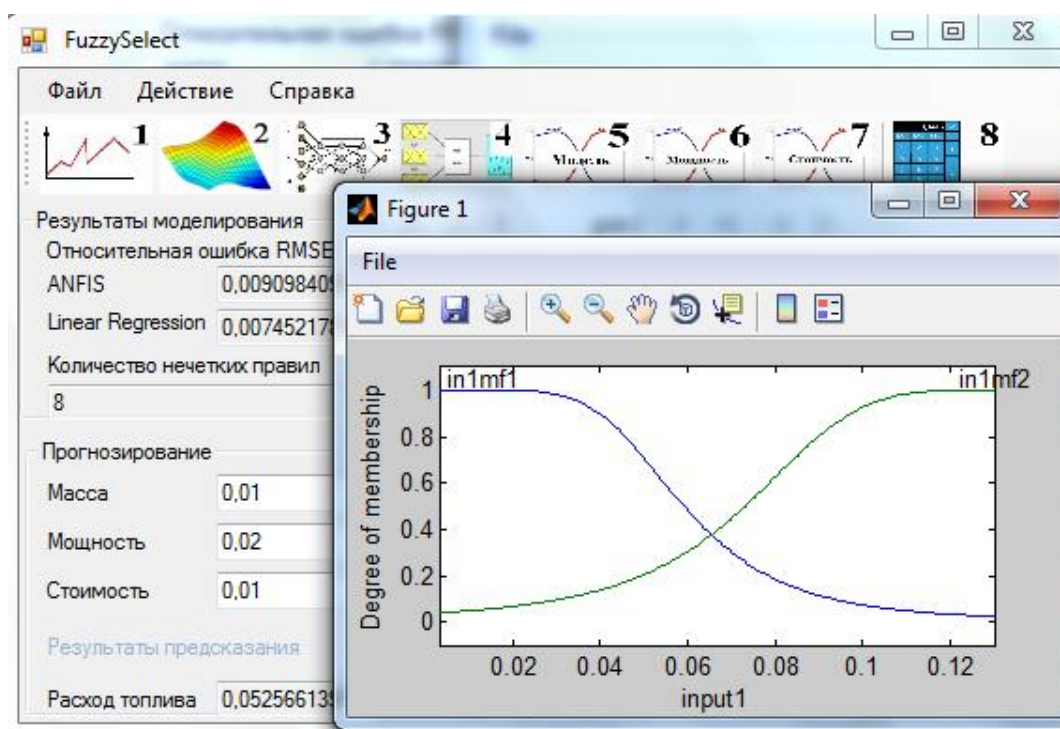 FuzzySelect
Файл Действие Справка
1 2 3 4 5 6 7 8
Стоимость
Результаты моделирования
Относительная ошибка RMSE
ANFIS 0,00909840
Linear Regression 0,00745217
Количество нечетких правил
8
Прогнозирование
Масса 0,01
Мощность 0,02
Стоимость 0,01
Результаты предсказания
Расход топлива 0,05256613
Figure 1
File
in1mf1 in1mf2
Degree of membership
1
0.8
0.6
0.4
0.2
0
0.02 0.04 0.06 0.08 0.1 0.12
input1